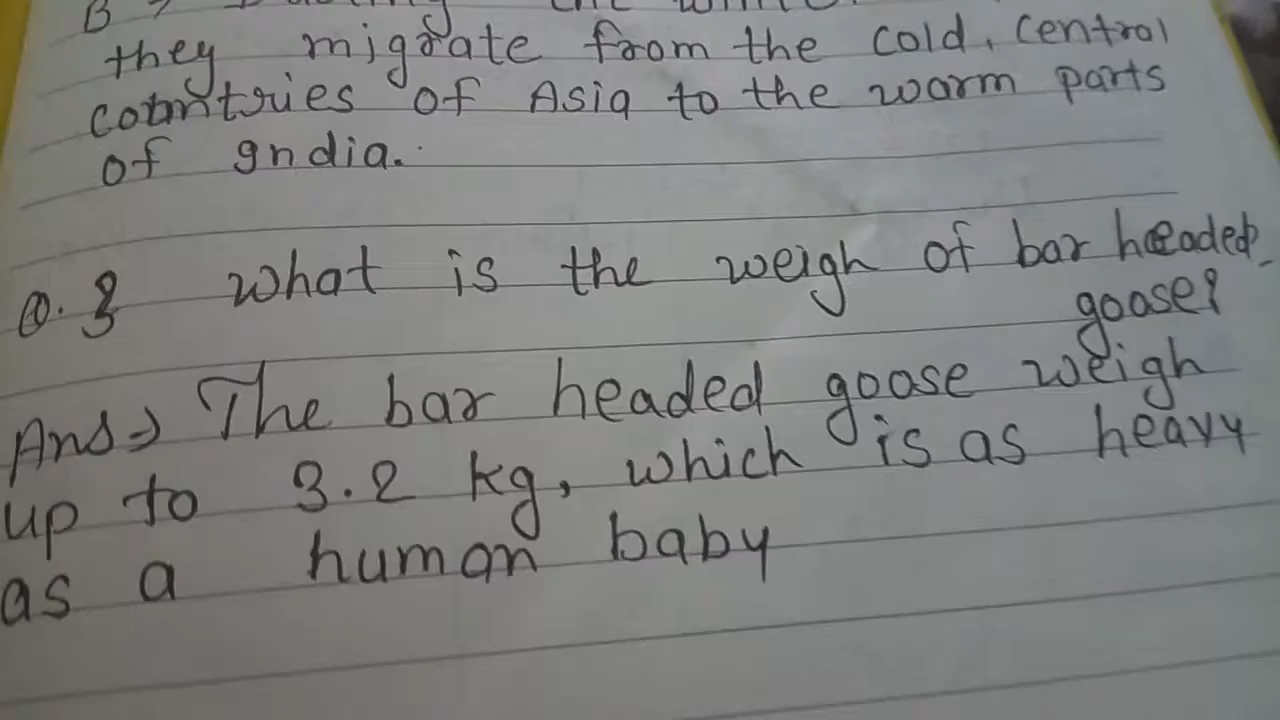 they migrate from the cold, central
countries of Asia to the warm parts
of India.
Q.3 What is the weigh of bar headed
goose?
Ans→ The bar headed goose weigh
up to 3.2 kg, which is as heavy
as a human baby